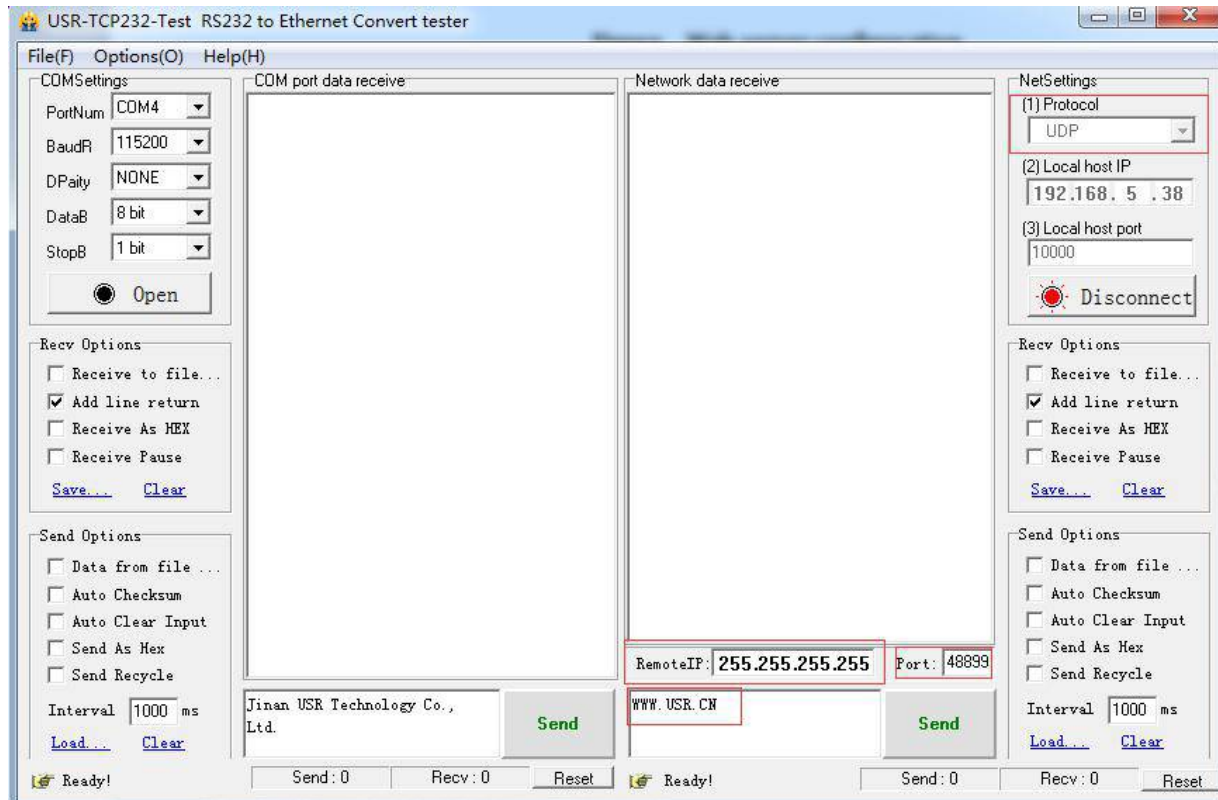 USR-TCP232-Test RS232 to Ethernet Convert tester
File(F) Options(O) Help(H)
COMSettings
PortNum COM4
BaudR 115200
DPaity NONE
DataB 8 bit
StopB 1 bit
Open
Recv Options
Receive to file...
Add line return
Receive As HEX
Receive Pause
Save... Clear
Send Options
Data from file ...
Auto Checksum
Auto Clear Input
Send As Hex
Send Recycle
Interval 1000 ms
Load... Clear
Ready!
COM port data receive
Jinan USR Technology Co.,
Ltd.
Send
Send : 0 Recv : 0 Reset
Network data receive
RemoteIP: 255.255.255.255 Port: 48899
WWW.USR.CN
Send
Ready!
Send : 0 Recv : 0 Reset
NetSettings
(1) Protocol
UDP
(2) Local host IP
192.168. 5 .38
(3) Local host port
10000
Disconnect
Recv Options
Receive to file...
Add line return
Receive As HEX
Receive Pause
Save... Clear
Send Options
Data from file ...
Auto Checksum
Auto Clear Input
Send As Hex
Send Recycle
Interval 1000 ms
Load... Clear